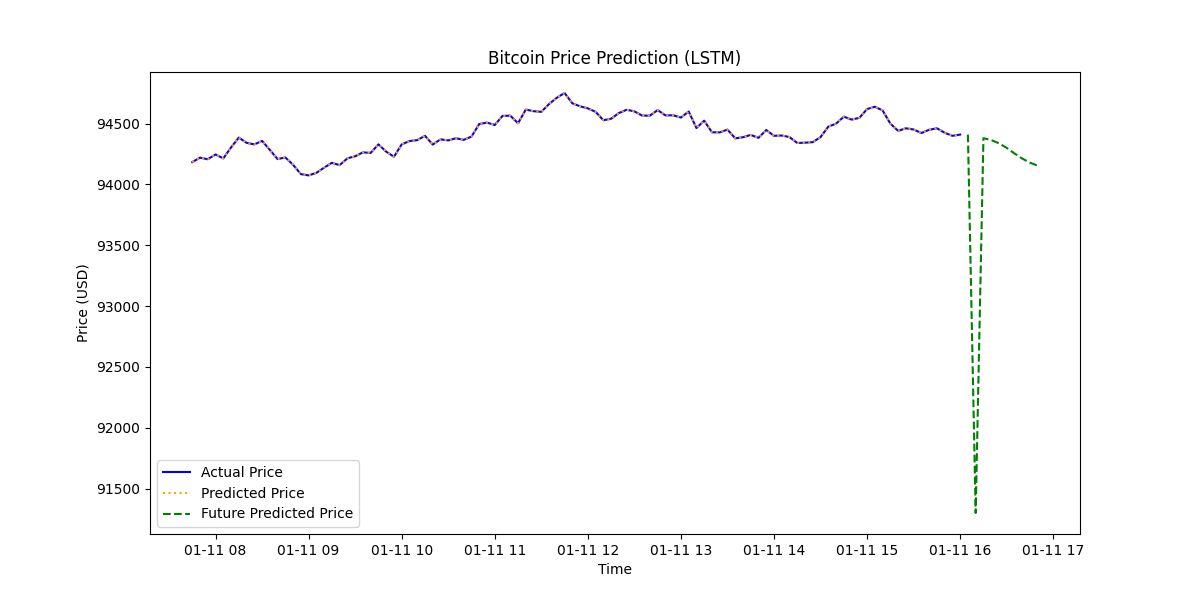 Bitcoin Price Prediction (LSTM)
94500
94000
93500
93000
92500
92000
91500
Price (USD)
Actual Price
Predicted Price
Future Predicted Price
01-11 08 01-11 09 01-11 10 01-11 11 01-11 12 01-11 13 01-11 14 01-11 15 01-11 16 01-11 17
Time